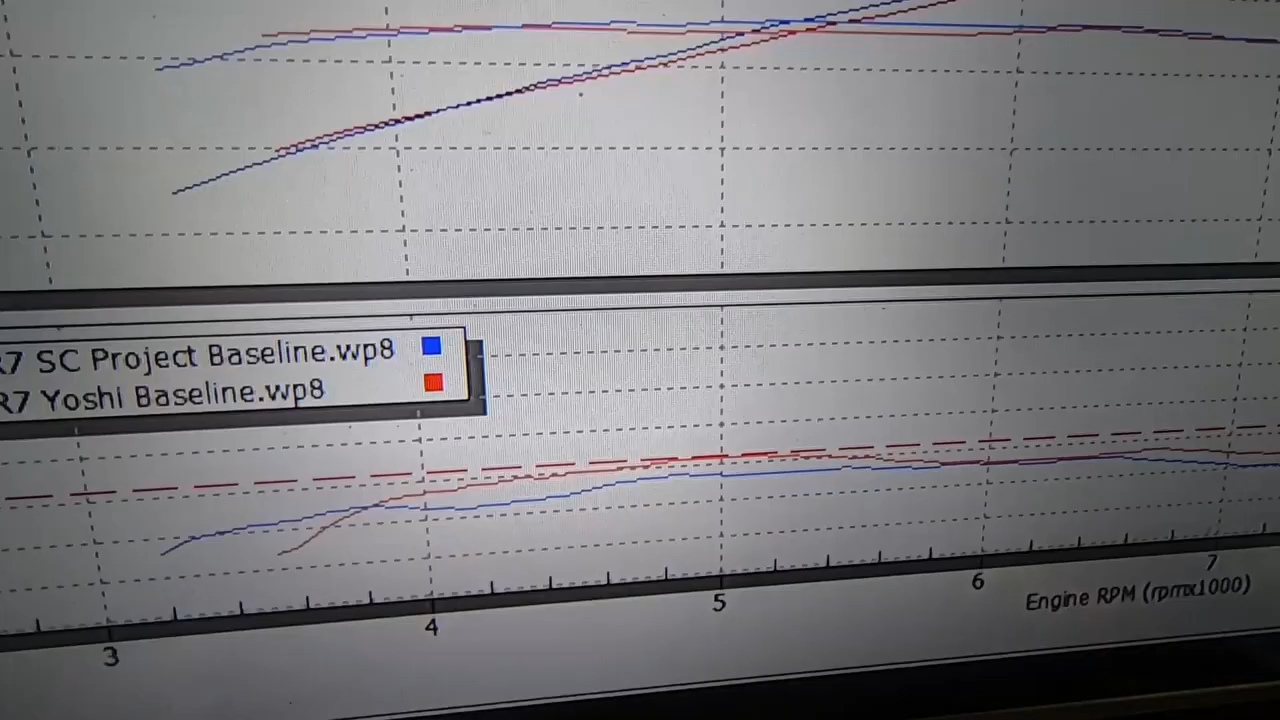 R7 SC Project Baseline.wp8
R7 Yoshi Baseline.wp8
3
4
5
6
7
Engine RPM (rpmx1000)